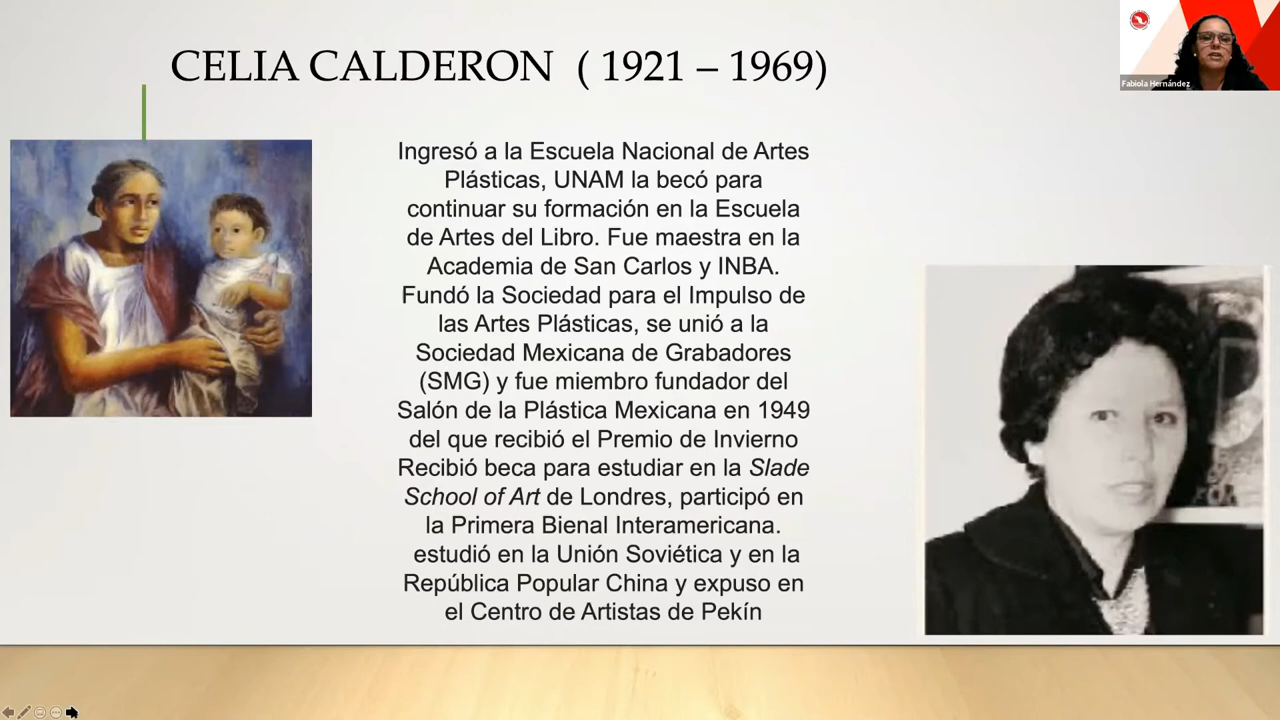 CELIA CALDERON ( 1921 – 1969)
Fabiola Hernández
Ingresó a la Escuela Nacional de Artes
Plásticas, UNAM la becó para
continuar su formación en la Escuela
de Artes del Libro. Fue maestra en la
Academia de San Carlos y INBA.
Fundó la Sociedad para el Impulso de
las Artes Plásticas, se unió a la
Sociedad Mexicana de Grabadores
(SMG) y fue miembro fundador del
Salón de la Plástica Mexicana en 1949
del que recibió el Premio de Invierno
Recibió beca para estudiar en la Slade
School of Art de Londres, participó en
la Primera Bienal Interamericana.
estudió en la Unión Soviética y en la
República Popular China y expuso en
el Centro de Artistas de Pekín